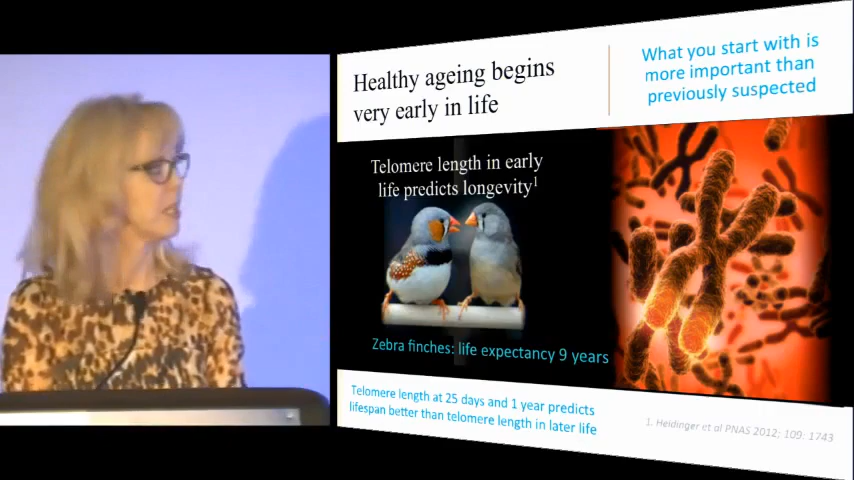 Healthy ageing begins
very early in life
What you start with is
more important than
previously suspected
Telomere length in early
life predicts longevity1
Zebra finches: life expectancy 9 years
Telomere length at 25 days and 1 year predicts
lifespan better than telomere length in later life
1. Heidinger et al PNAS 2012; 109: 1743